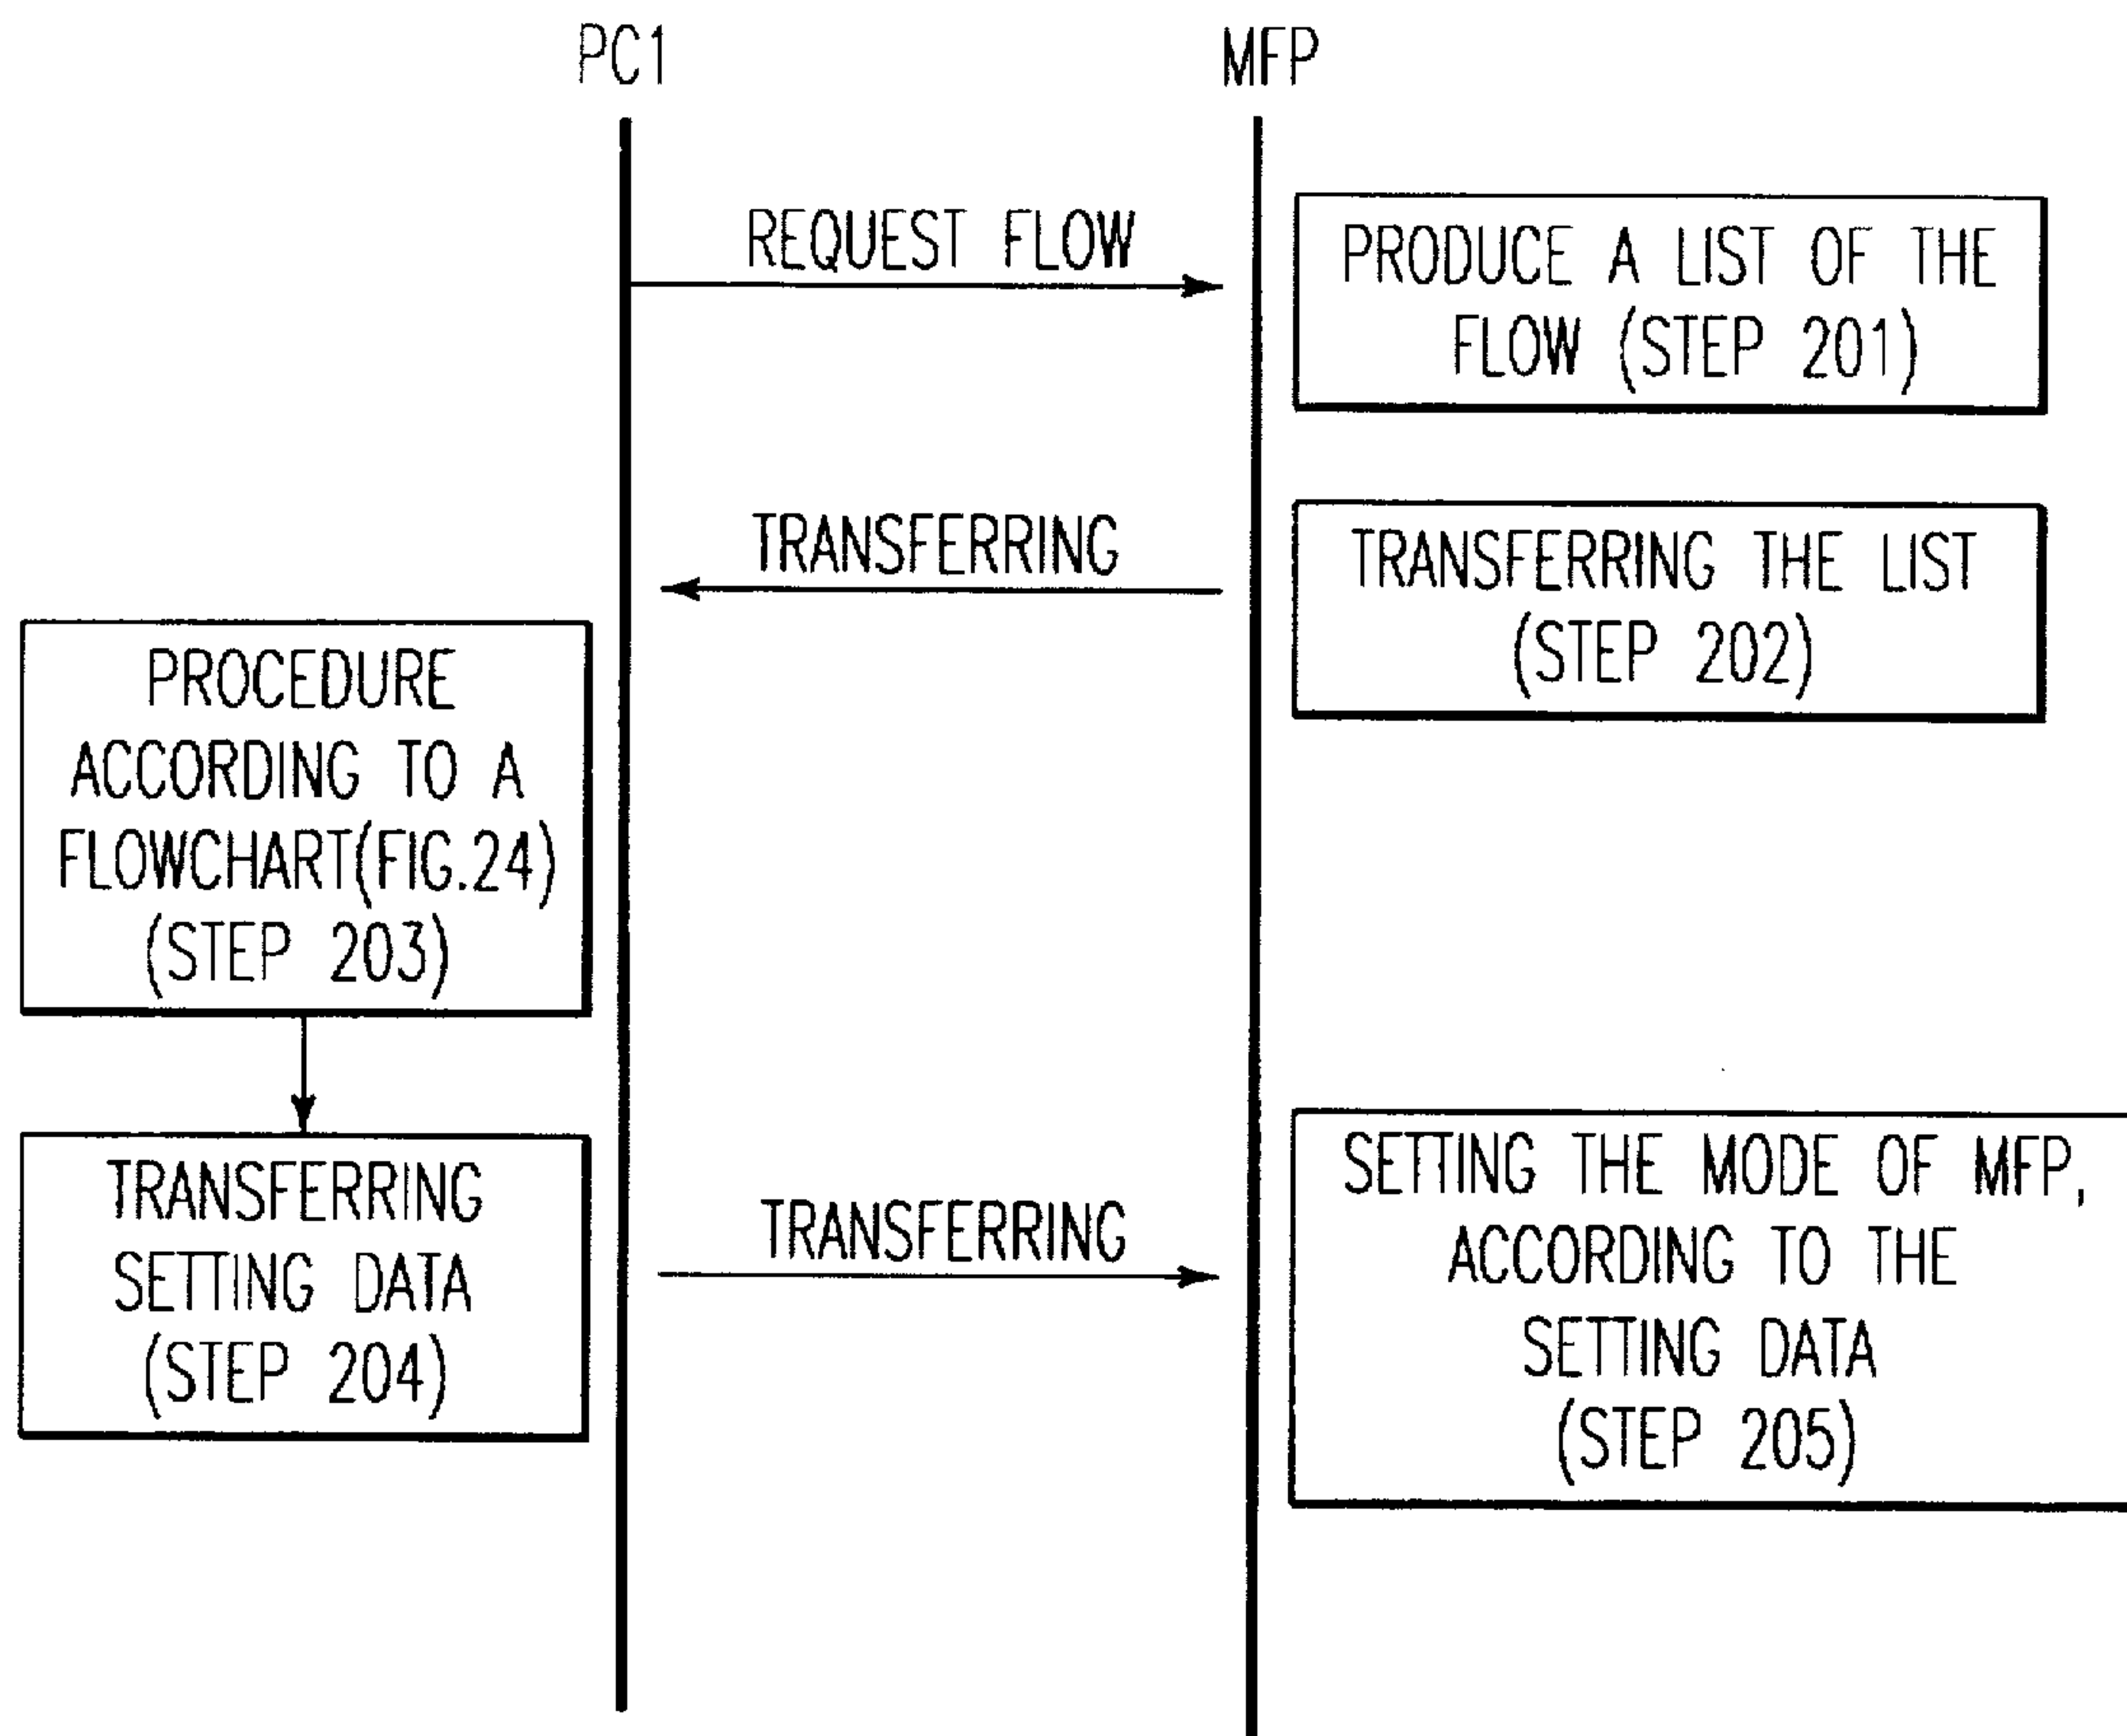 PC1
MFP
REQUEST FLOW
PRODUCE A LIST OF THE
FLOW (STEP 201)
TRANSFERRING
TRANSFERRING THE LIST
(STEP 202)
PROCEDURE
ACCORDING TO A
FLOWCHART(FIG.24)
(STEP 203)
TRANSFERRING
SETTING DATA
(STEP 204)
TRANSFERRING
SETTING THE MODE OF MFP,
ACCORDING TO THE
SETTING DATA
(STEP 205)